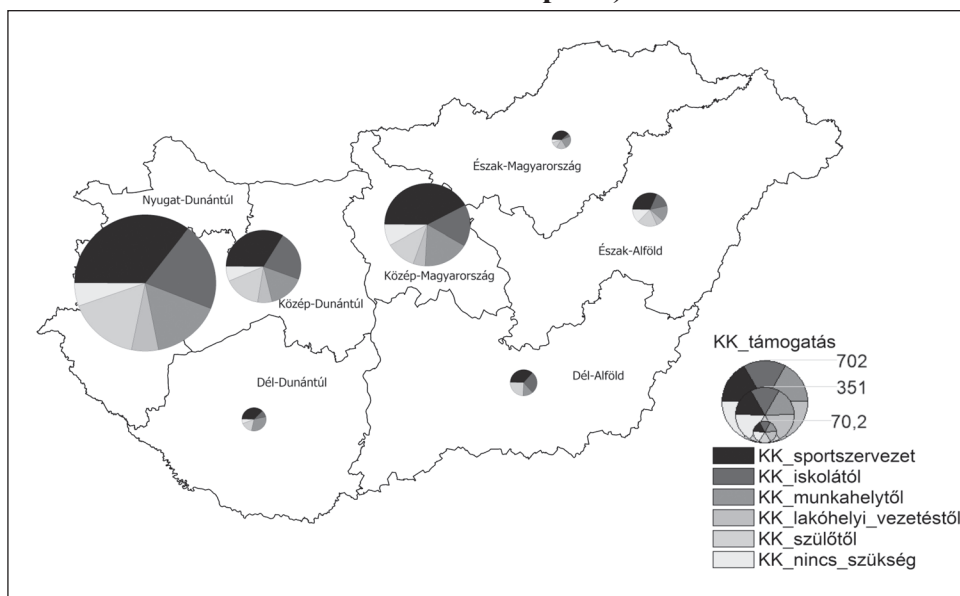 Észak-Magyarország
Nyugat-Dunántúl
Észak-Alföld
Közép-Magyarország
Közép-Dunántúl
Dél-Dunántúl
Dél-Alföld
KK_támogatás
702
351
70,2
KK_sportszervezet
KK_iskolától
KK_munkahelytől
KK_lakóhelyi_vezetéstől
KK_szülőtől
KK_nincs_szükség